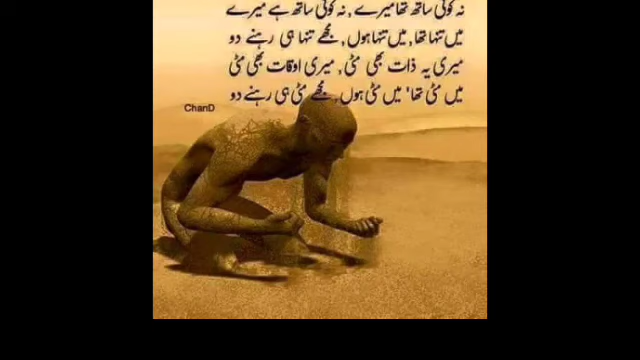 نہ کوئی ساتھ تھا میرے , نہ کوئی ساتھ ہے میرے
میں تنہا تھا , میں تنہا ہوں , مجھے تنہا ہی رہنے دو
میری یہ ذات بھی مٹی , میری اوقات بھی مٹی
میں مٹی تھا ' میں مٹی ہوں , مجھے مٹی ہی رہنے دو
ChanD